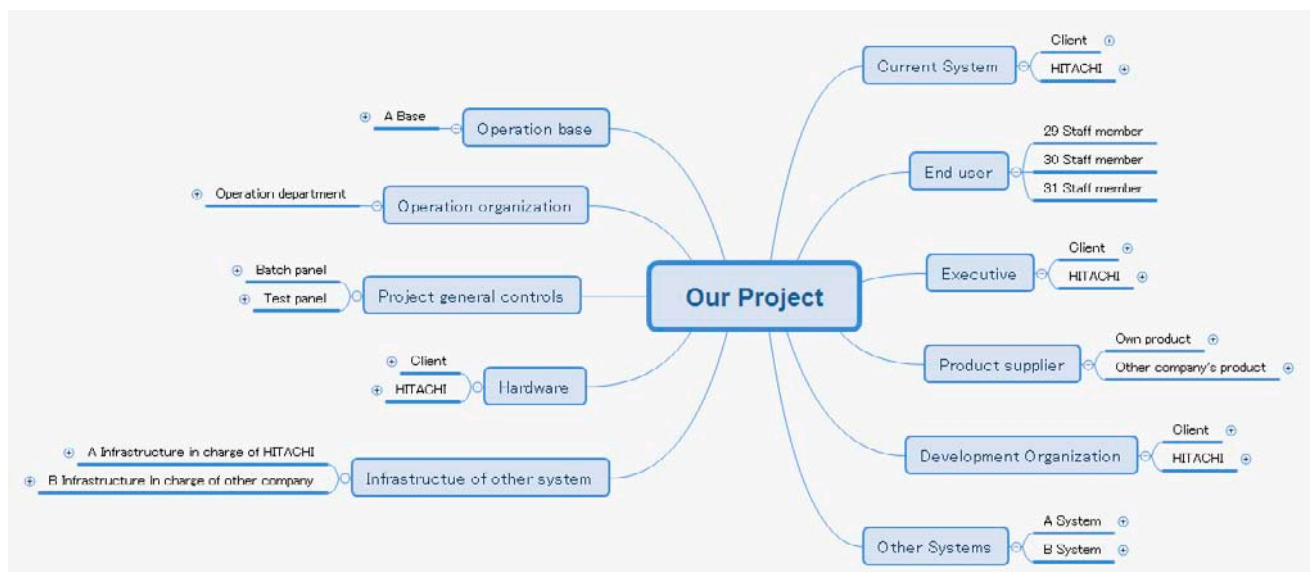 Our Project
Current System
Client
HITACHI
End user
29 Staff member
30 Staff member
31 Staff member
Executive
Client
HITACHI
Product supplier
Own product
Other company's product
Development Organization
Client
HITACHI
Other Systems
A System
B System
Operation base
A Base
Operation organization
Operation department
Project general controls
Batch panel
Test panel
Hardware
Client
HITACHI
Infrastructue of other system
A Infrastructure in charge of HITACHI
B Infrastructure in charge of other company